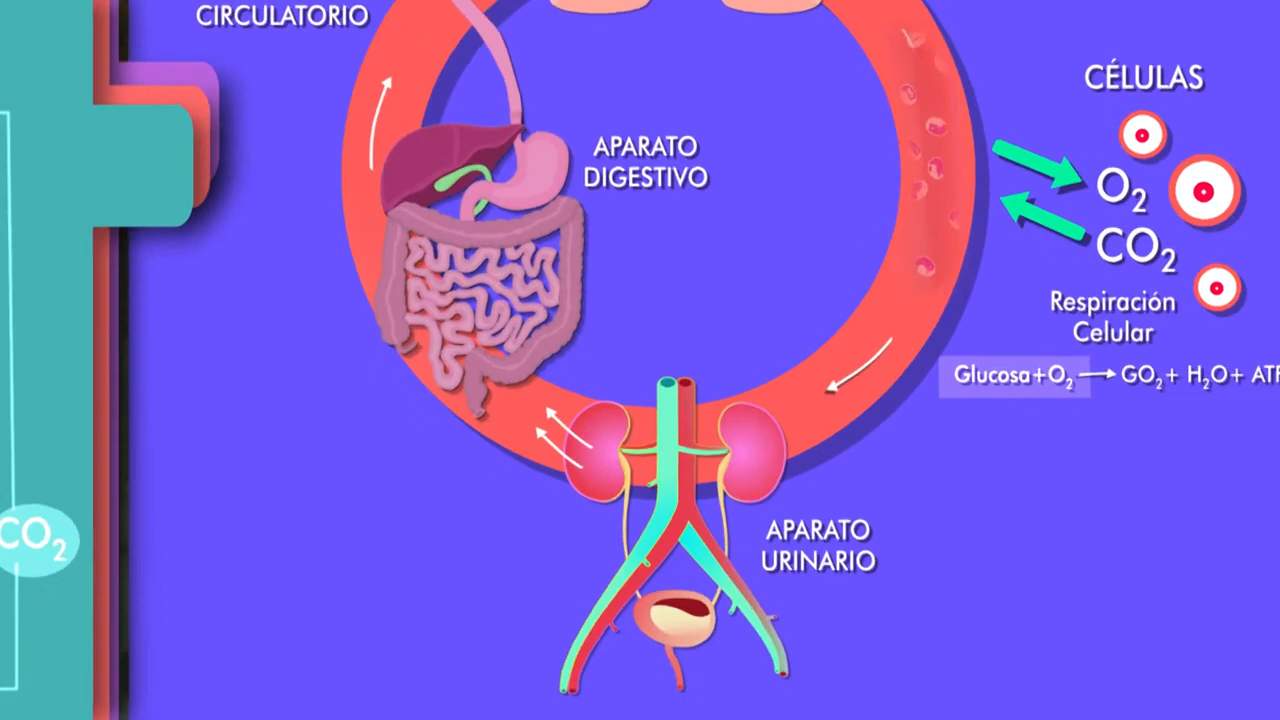 CIRCULATORIO
CÉLULAS
APARATO
DIGESTIVO
O2
CO2
Respiración
Celular
Glucosa+O2 → GO2 + H2O + ATP
APARATO
URINARIO
CO2